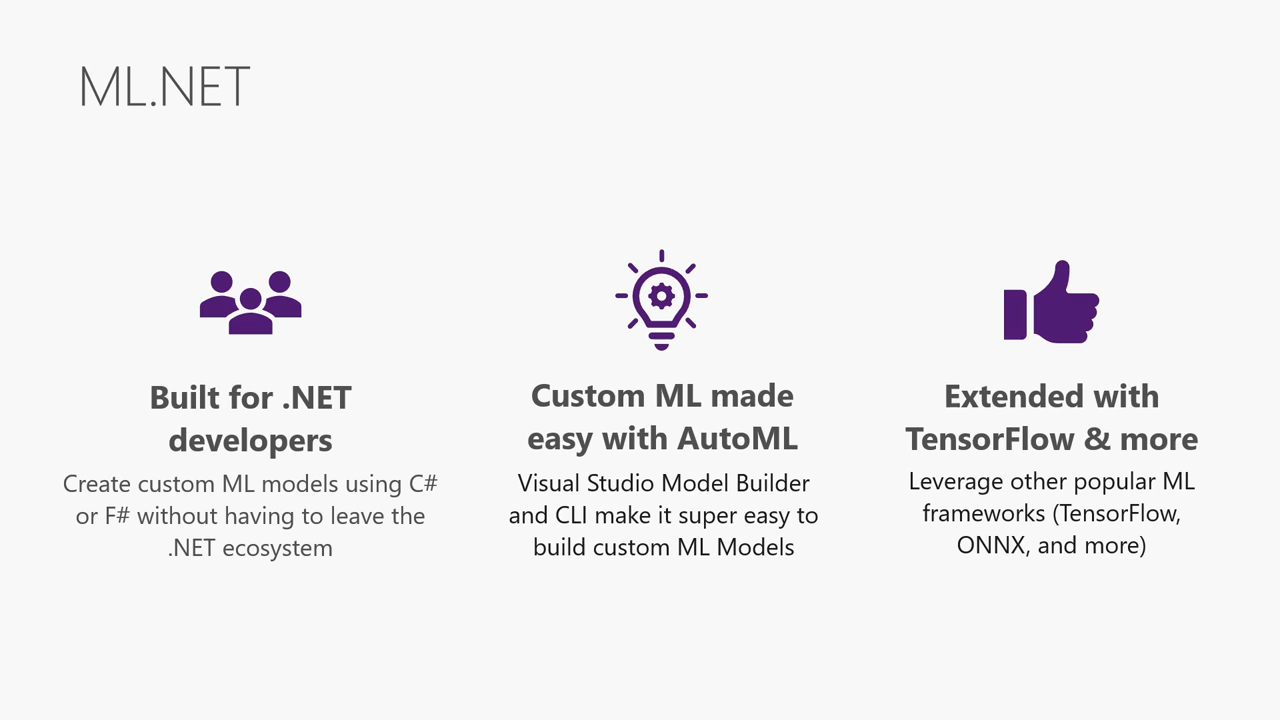 ML.NET
Built for .NET
developers
Create custom ML models using C#
or F# without having to leave the
.NET ecosystem
Custom ML made
easy with AutoML
Visual Studio Model Builder
and CLI make it super easy to
build custom ML Models
Extended with
TensorFlow & more
Leverage other popular ML
frameworks (TensorFlow,
ONNX, and more)